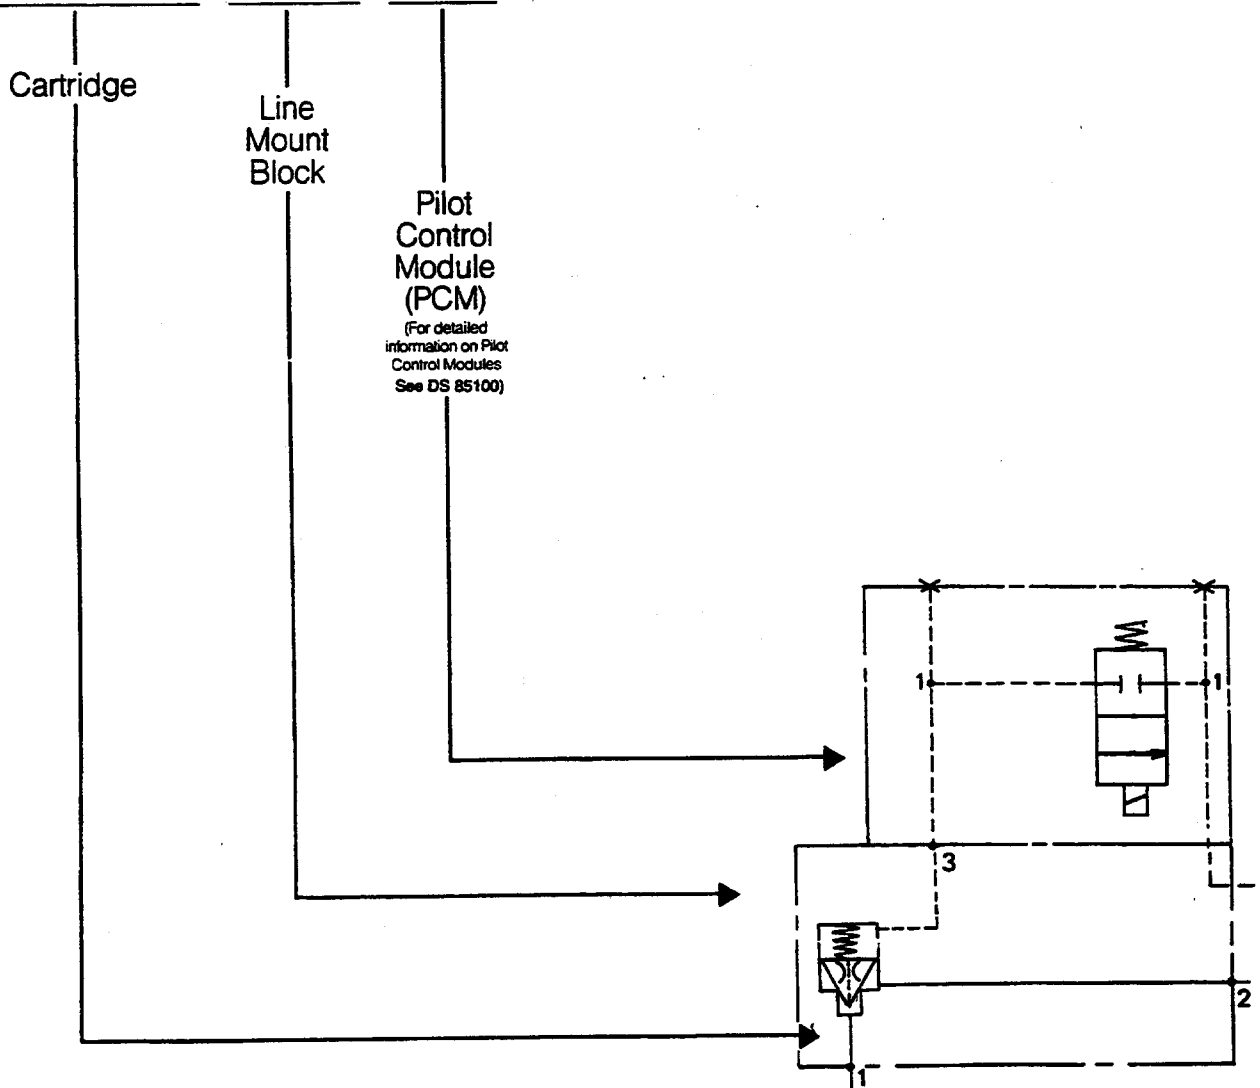 Cartridge
Line
Mount
Block
Pilot
Control
Module
(PCM)
(For detailed
information on Pilot
Control Modules
See DS 85100)
1
1
3
2
1